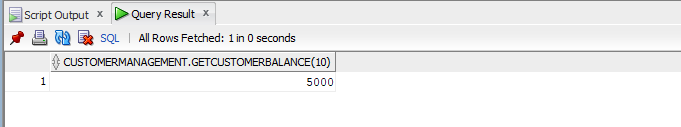 Script Output × Query Result ×
SQL | All Rows Fetched: 1 in 0 seconds
CUSTOMERMANAGEMENT.GETCUSTOMERBALANCE(10)
1 5000